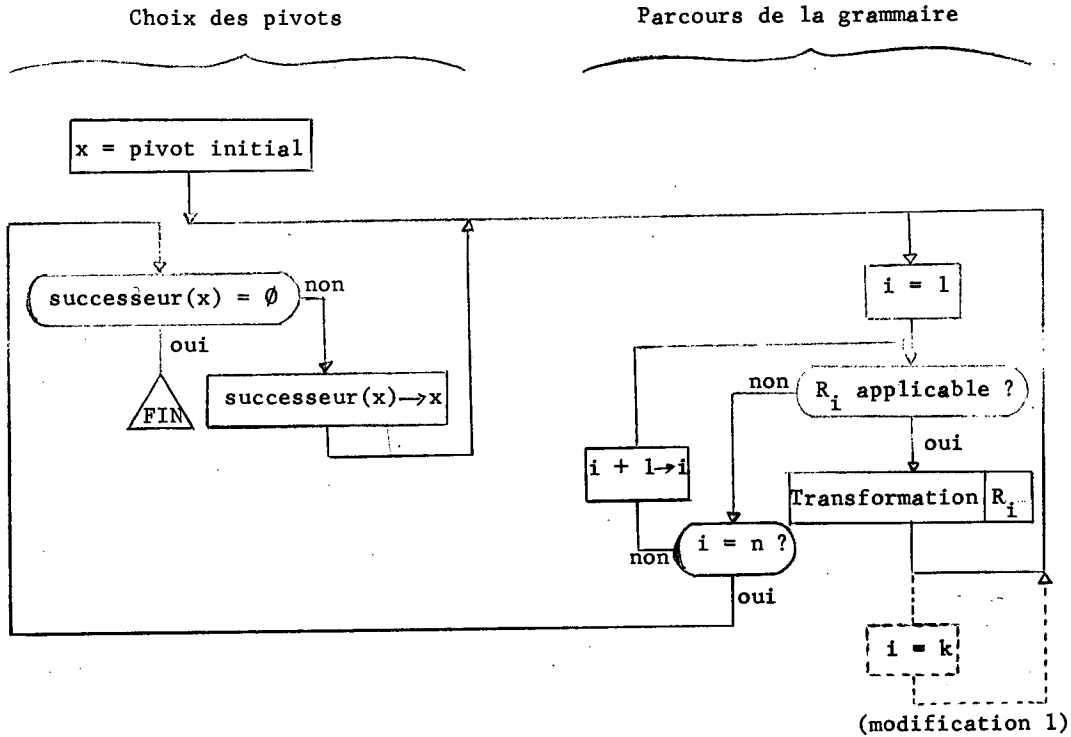 Choix des pivots
Parcours de la grammaire
x = pivot initial
successeur(x) = ∅
non
oui
FIN
successeur(x)→x
i = 1
R_i applicable ?
non
oui
i + 1→i
Transformation R_i
i = n ?
non
oui
i = k
(modification 1)